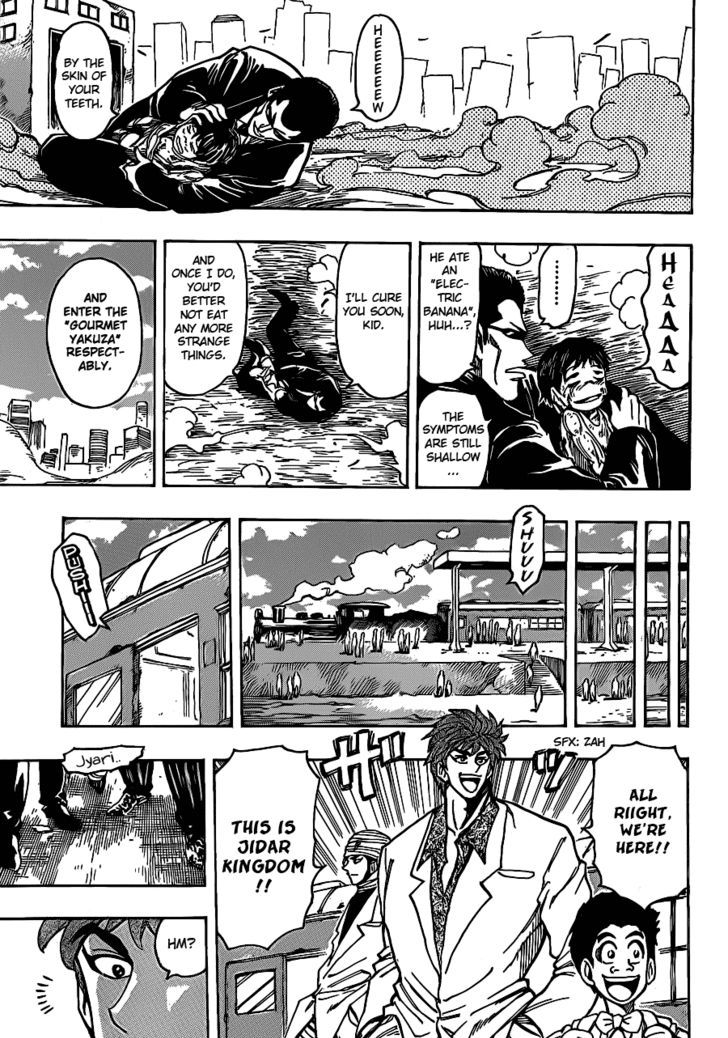 HEEEEEEW
BY THE
SKIN OF
YOUR
TEETH.
HEAAAA
.........
HE ATE
AN
"ELEC-
TRIC
BANANA",
HUH...?
THE
SYMPTOMS
ARE STILL
SHALLOW
...
I'LL CURE
YOU SOON,
KID.
AND
ONCE I DO,
YOU'D
BETTER
NOT EAT
ANY MORE
STRANGE
THINGS.
AND
ENTER THE
"GOURMET
YAKUZA"
RESPECT-
ABLY.
SHUUU
PUSHII
SFX: ZAH
ザッ
ALL
RIIGHT,
WE'RE
HERE!!
THIS IS
JIDAR
KINGDOM
!!
Jyari..
HM?